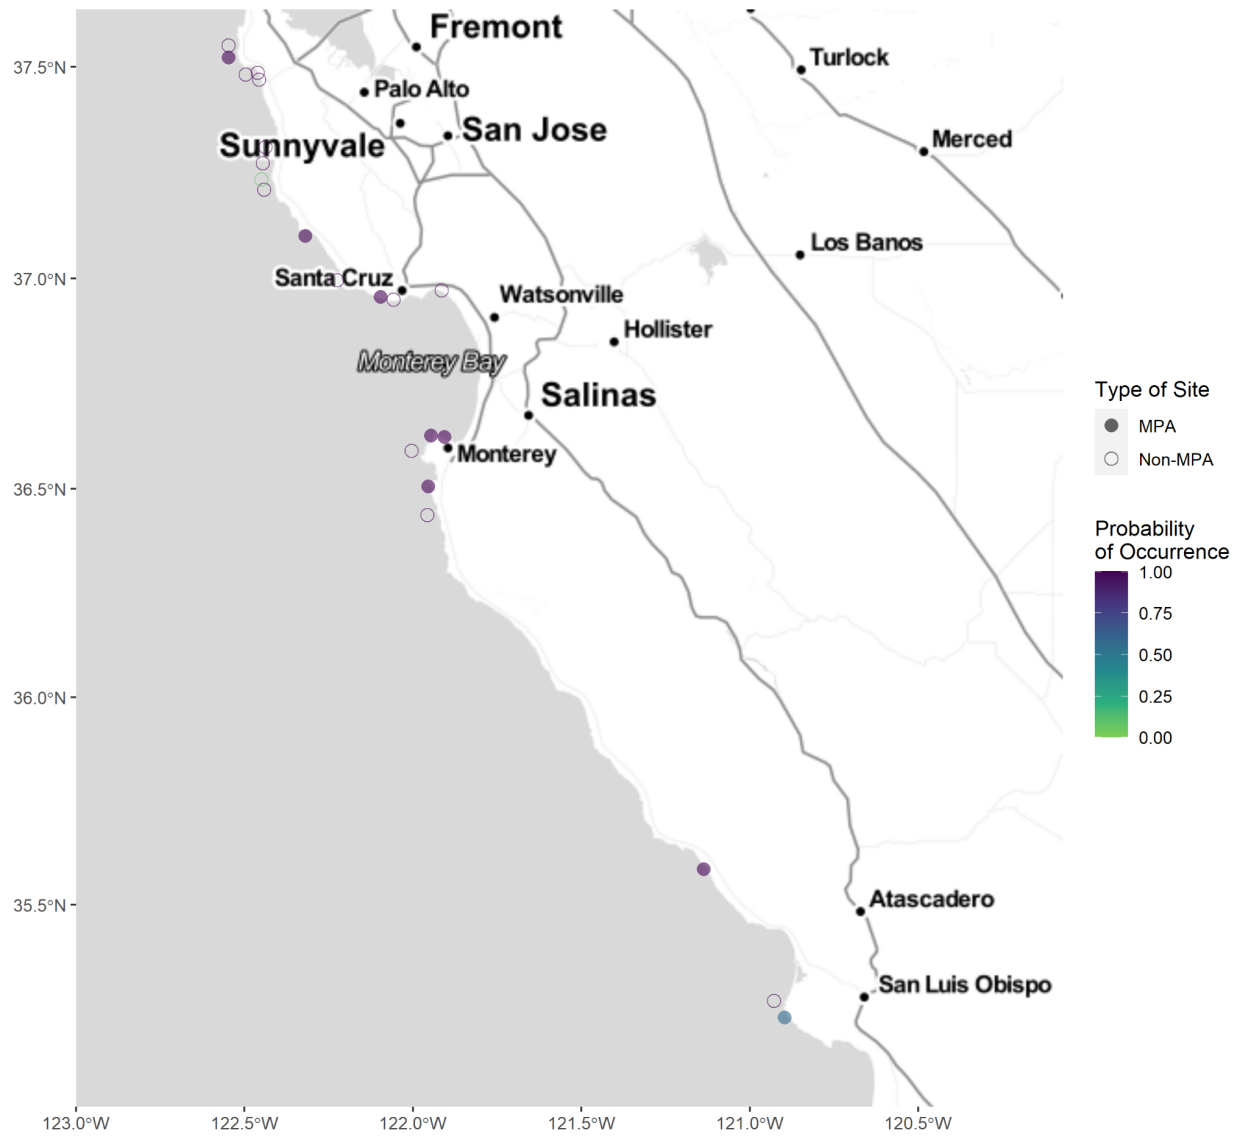 Fremont
Turlock
37.5°N
Palo Alto
San Jose
Sunnyvale
Merced
Los Banos
37.0°N
Santa Cruz
Watsonville
Hollister
Monterey Bay
Salinas
Monterey
36.5°N
36.0°N
35.5°N
Atascadero
San Luis Obispo
123.0°W
122.5°W
122.0°W
121.5°W
121.0°W
120.5°W
Type of Site
MPA
Non-MPA
Probability
of Occurrence
1.00
0.75
0.50
0.25
0.00